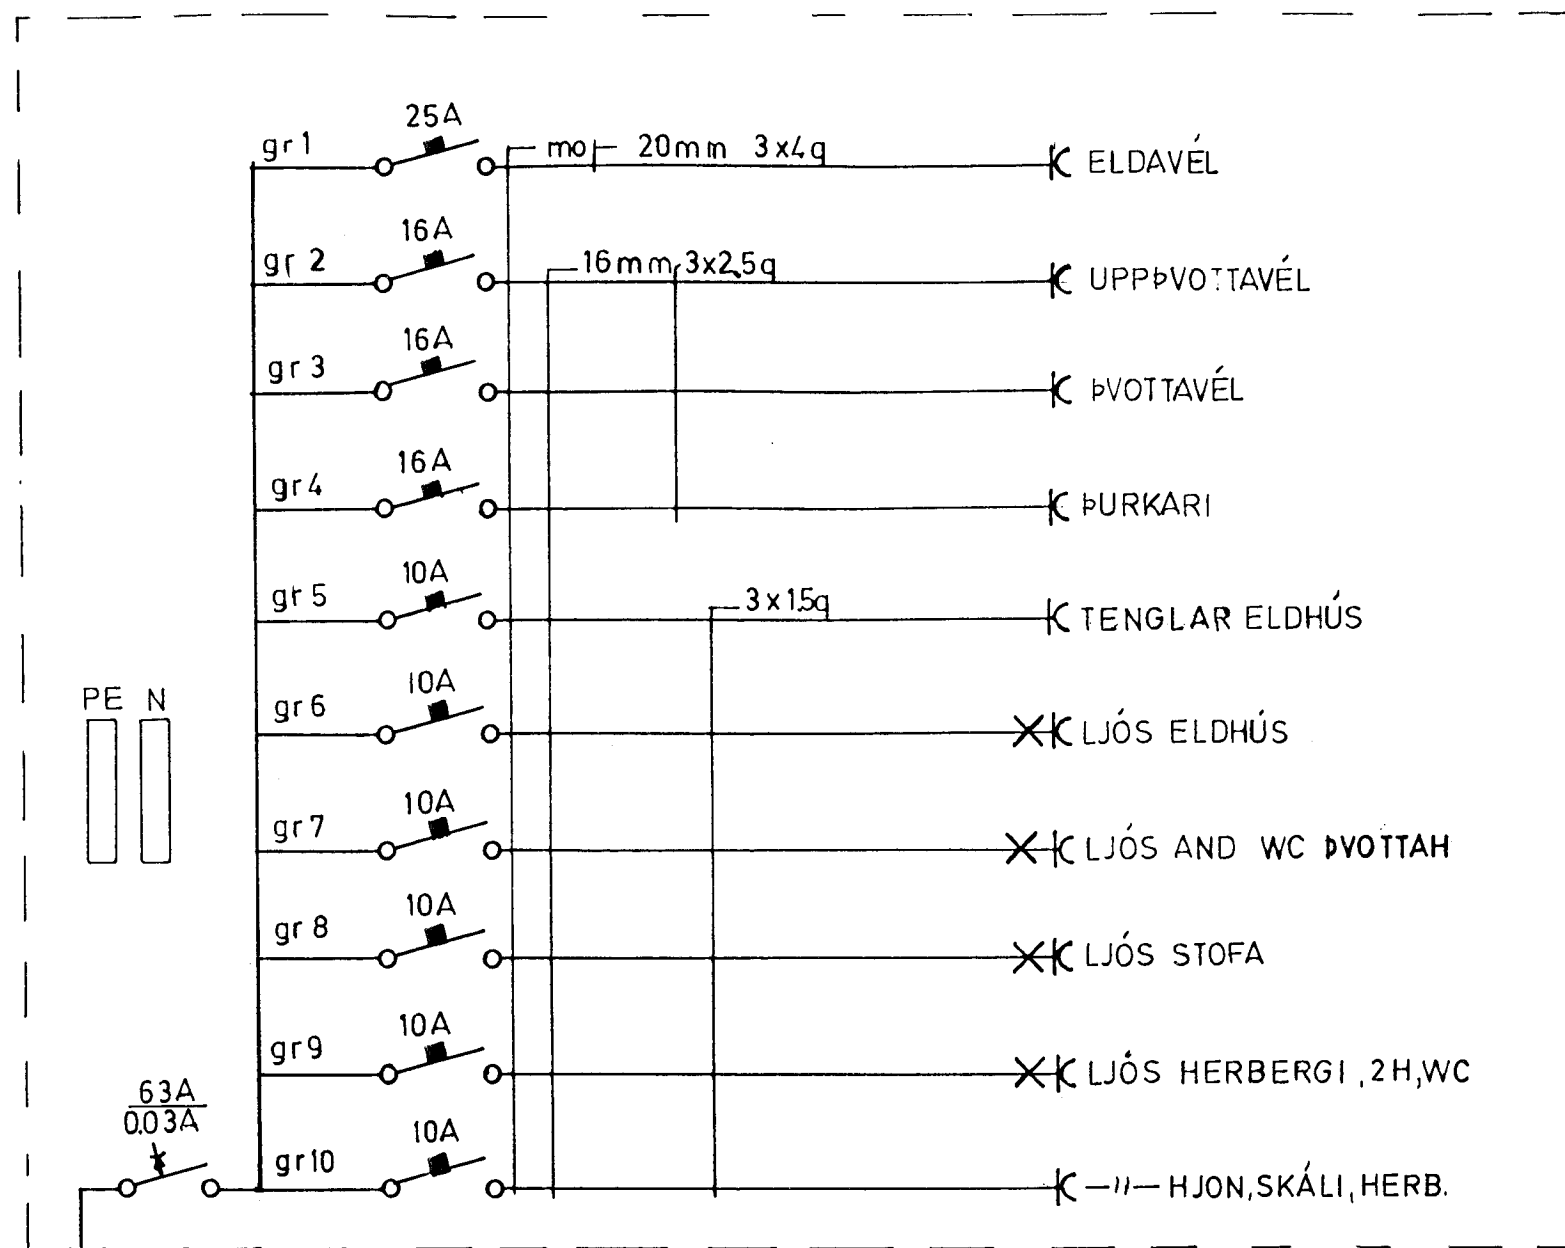 25A
gr 1 mo 20mm 3x4q ELDAVÉL
16A
gr 2 16mm 3x2,5q UPPÞVOTTAVÉL
16A
gr 3 ÞVOTTAVÉL
16A
gr 4 ÞURKARI
10A
gr 5 3x1.5q TENGLAR ELDHÚS
10A
PE N
gr 6 LJÓS ELDHÚS
10A
gr 7 LJÓS AND WC ÞVOTTAH
10A
gr 8 LJÓS STOFA
10A
gr 9 LJÓS HERBERGI , 2H, WC
63A
0.03A
10A
gr 10 —"— HJON, SKÁLI, HERB.